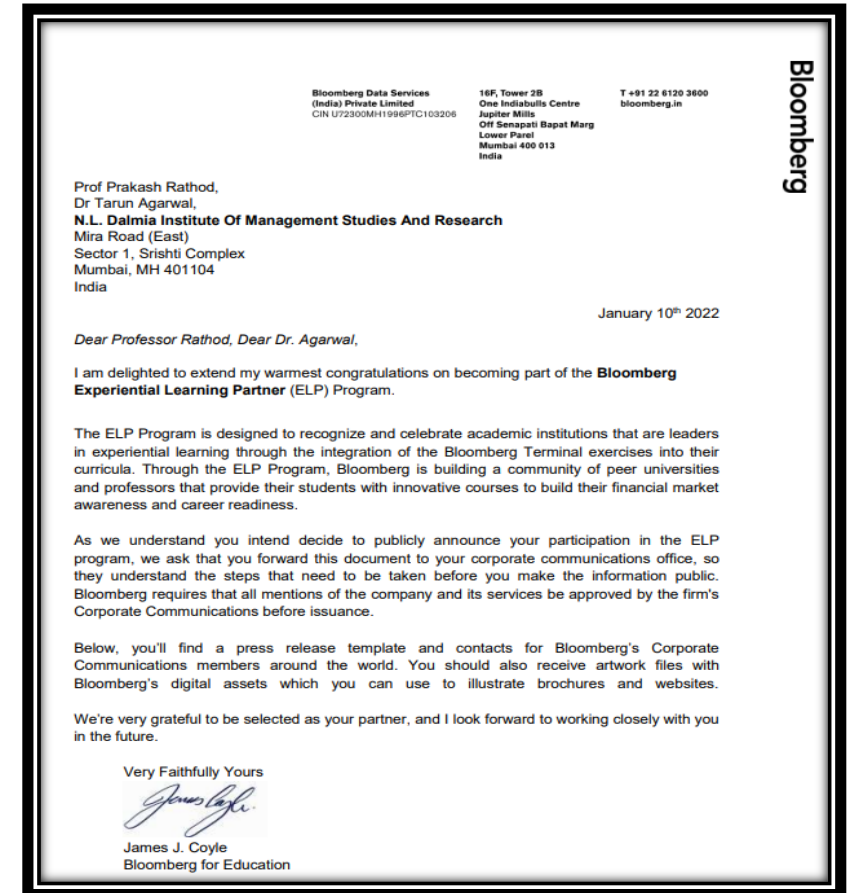 Bloomberg
Bloomberg Data Services
(India) Private Limited
CIN U72300MH1996PTC103206
16F, Tower 2B
One Indiabulls Centre
Jupiter Mills
Off Senapati Bapat Marg
Lower Parel
Mumbai 400 013
India
T +91 22 6120 3600
bloomberg.in
Prof Prakash Rathod,
Dr Tarun Agarwal,
N.L. Dalmia Institute Of Management Studies And Research
Mira Road (East)
Sector 1, Srishti Complex
Mumbai, MH 401104
India
January 10th 2022
Dear Professor Rathod, Dear Dr. Agarwal,
I am delighted to extend my warmest congratulations on becoming part of the Bloomberg
Experiential Learning Partner (ELP) Program.
The ELP Program is designed to recognize and celebrate academic institutions that are leaders
in experiential learning through the integration of the Bloomberg Terminal exercises into their
curricula. Through the ELP Program, Bloomberg is building a community of peer universities
and professors that provide their students with innovative courses to build their financial market
awareness and career readiness.
As we understand you intend decide to publicly announce your participation in the ELP
program, we ask that you forward this document to your corporate communications office, so
they understand the steps that need to be taken before you make the information public.
Bloomberg requires that all mentions of the company and its services be approved by the firm's
Corporate Communications before issuance.
Below, you'll find a press release template and contacts for Bloomberg's Corporate
Communications members around the world. You should also receive artwork files with
Bloomberg's digital assets which you can use to illustrate brochures and websites.
We're very grateful to be selected as your partner, and I look forward to working closely with you
in the future.
Very Faithfully Yours
James J. Coyle
Bloomberg for Education